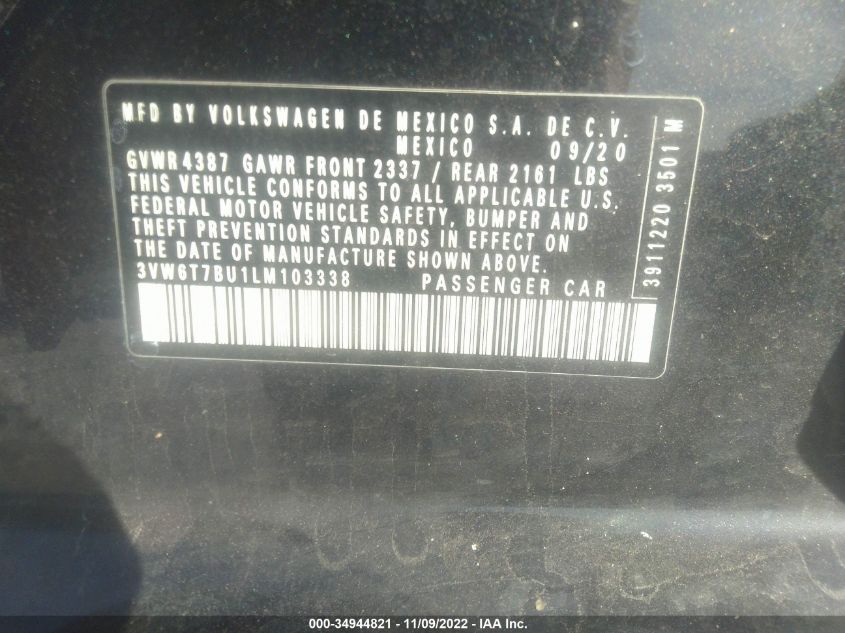 MFD BY VOLKSWAGEN DE MEXICO S.A. DE C.V.
MEXICO 09/20
GVWR 4387 GAWR FRONT 2337 / REAR 2161 LBS
THIS VEHICLE CONFORMS TO ALL APPLICABLE U.S.
FEDERAL MOTOR VEHICLE SAFETY, BUMPER AND
THEFT PREVENTION STANDARDS IN EFFECT ON
THE DATE OF MANUFACTURE SHOWN ABOVE.
3VW6T7BU1LM103338 PASSENGER CAR
3911220 3501 M
000-34944821 - 11/09/2022 - IAA Inc.